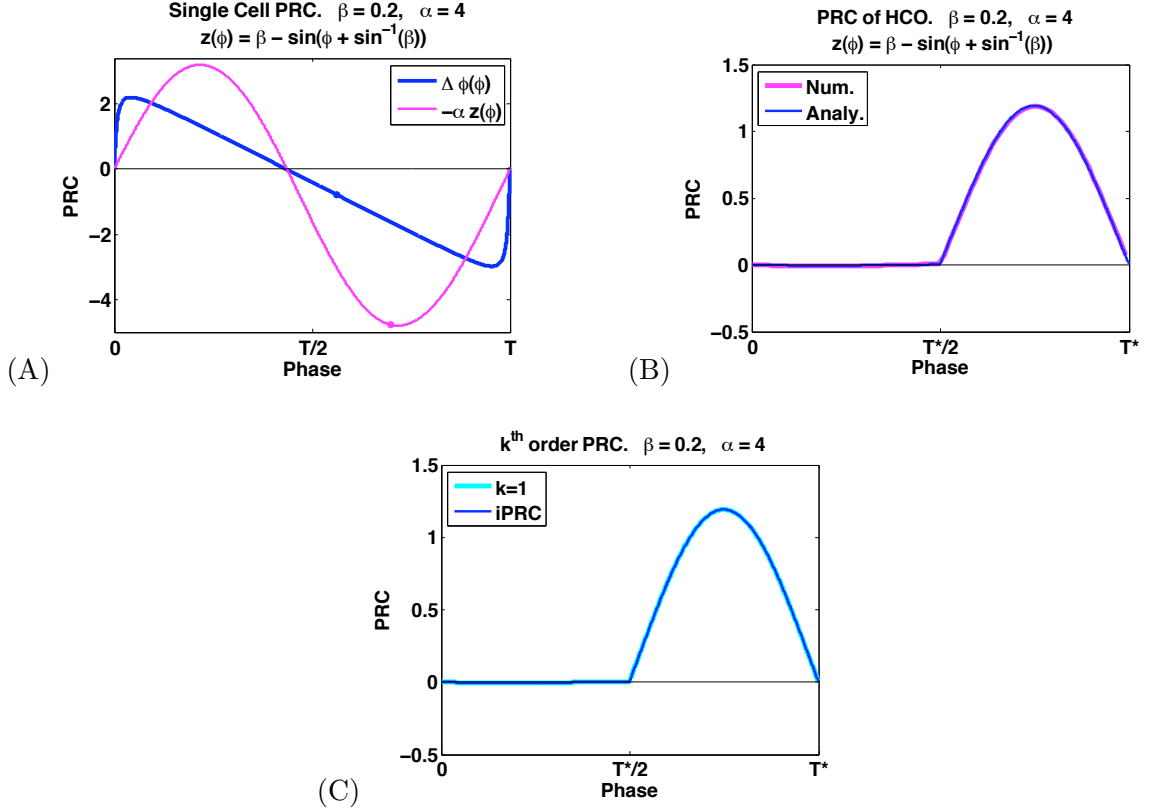 Single Cell PRC. β = 0.2, α = 4
z(ϕ) = β − sin(ϕ + sin⁻¹(β))
Δ ϕ(ϕ)
−α z(ϕ)
PRC
2
0
−2
−4
0
T/2
T
Phase
(A)
PRC of HCO. β = 0.2, α = 4
z(ϕ) = β − sin(ϕ + sin⁻¹(β))
Num.
Analy.
PRC
1.5
1
0.5
0
−0.5
0
T*/2
T*
Phase
(B)
kᵗʰ order PRC. β = 0.2, α = 4
k=1
iPRC
PRC
1.5
1
0.5
0
−0.5
0
T*/2
T*
Phase
(C)